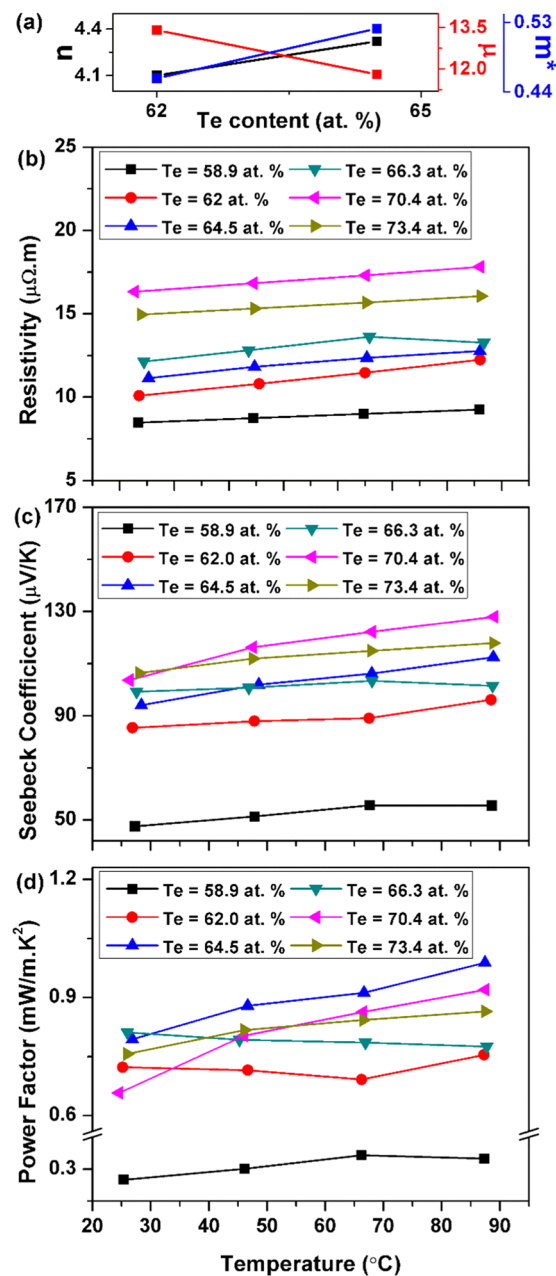 (a)
4.4
4.1
n
13.5
12.0
μ
0.53
0.44
m*
62
65
Te content (at. %)
(b)
25
20
15
10
5
Resistivity (μΩ.m)
Te = 58.9 at. %
Te = 62 at. %
Te = 64.5 at. %
Te = 66.3 at. %
Te = 70.4 at. %
Te = 73.4 at. %
(c)
170
130
90
50
Seebeck Coefficicent (μV/K)
Te = 58.9 at. %
Te = 62.0 at. %
Te = 64.5 at. %
Te = 66.3 at. %
Te = 70.4 at. %
Te = 73.4 at. %
(d)
1.2
0.9
0.6
0.3
Power Factor (mW/m.K²)
Te = 58.9 at. %
Te = 62.0 at. %
Te = 64.5 at. %
Te = 66.3 at. %
Te = 70.4 at. %
Te = 73.4 at. %
20 30 40 50 60 70 80 90
Temperature (°C)